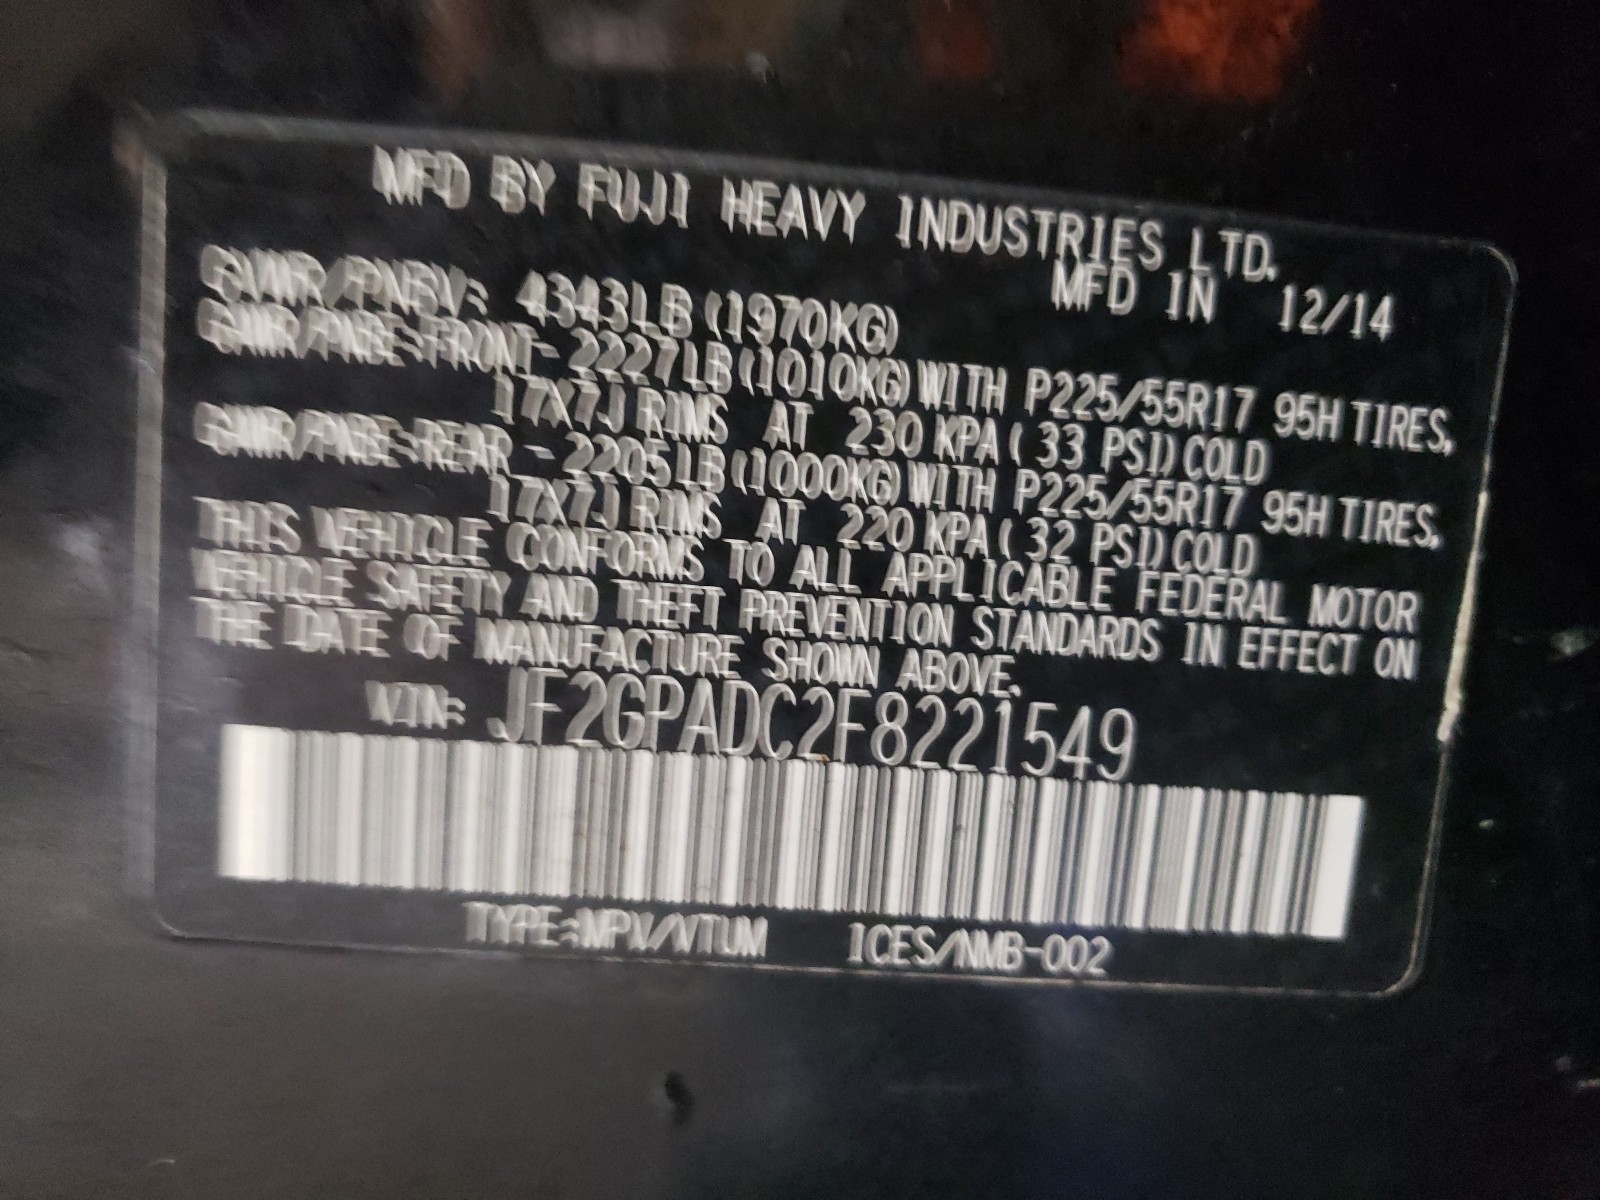 MFD BY FUJI HEAVY INDUSTRIES LTD.
MFD IN 12/14
GVWR/PNBV: 4343LB (1970KG)
GAWR/PNBE:FRONT- 2227LB (1010KG) WITH P225/55R17 95H TIRES,
17X7J RIMS AT 230 KPA ( 33 PSI) COLD
GAWR/PNBE:REAR - 2205LB (1000KG) WITH P225/55R17 95H TIRES,
17X7J RIMS AT 220 KPA ( 32 PSI) COLD
THIS VEHICLE CONFORMS TO ALL APPLICABLE FEDERAL MOTOR
VEHICLE SAFETY AND THEFT PREVENTION STANDARDS IN EFFECT ON
THE DATE OF MANUFACTURE SHOWN ABOVE.
VIN: JF2GPADC2F8221549
TYPE:MPV/VTUM ICES/NMB-002